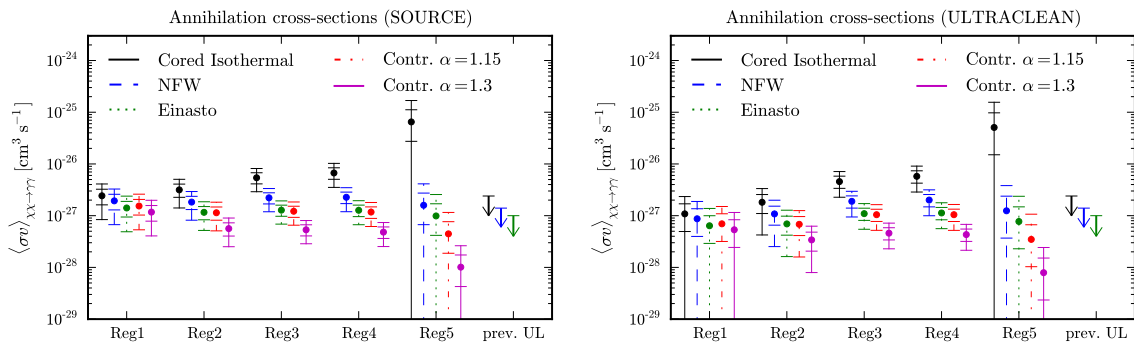 Annihilation cross-sections (SOURCE)
⟨σv⟩χχ→γγ [cm³ s⁻¹]
10⁻²⁴
10⁻²⁵
10⁻²⁶
10⁻²⁷
10⁻²⁸
10⁻²⁹
Cored Isothermal
NFW
Einasto
Contr. α=1.15
Contr. α=1.3
Reg1 Reg2 Reg3 Reg4 Reg5 prev. UL
Annihilation cross-sections (ULTRACLEAN)
⟨σv⟩χχ→γγ [cm³ s⁻¹]
10⁻²⁴
10⁻²⁵
10⁻²⁶
10⁻²⁷
10⁻²⁸
10⁻²⁹
Cored Isothermal
NFW
Einasto
Contr. α=1.15
Contr. α=1.3
Reg1 Reg2 Reg3 Reg4 Reg5 prev. UL